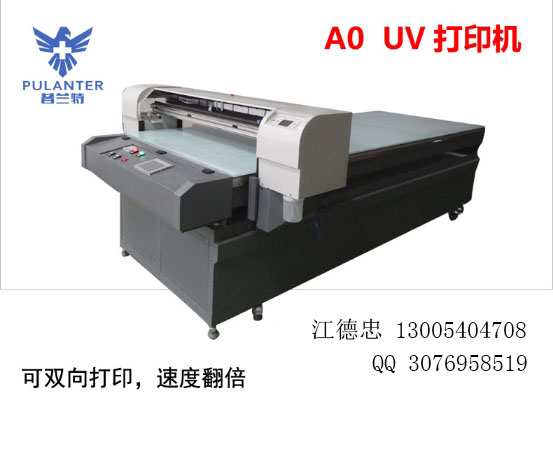 A0 UV 打印机
PULANTER
普兰特
江德忠 13005404708
QQ 3076958519
可双向打印，速度翻倍